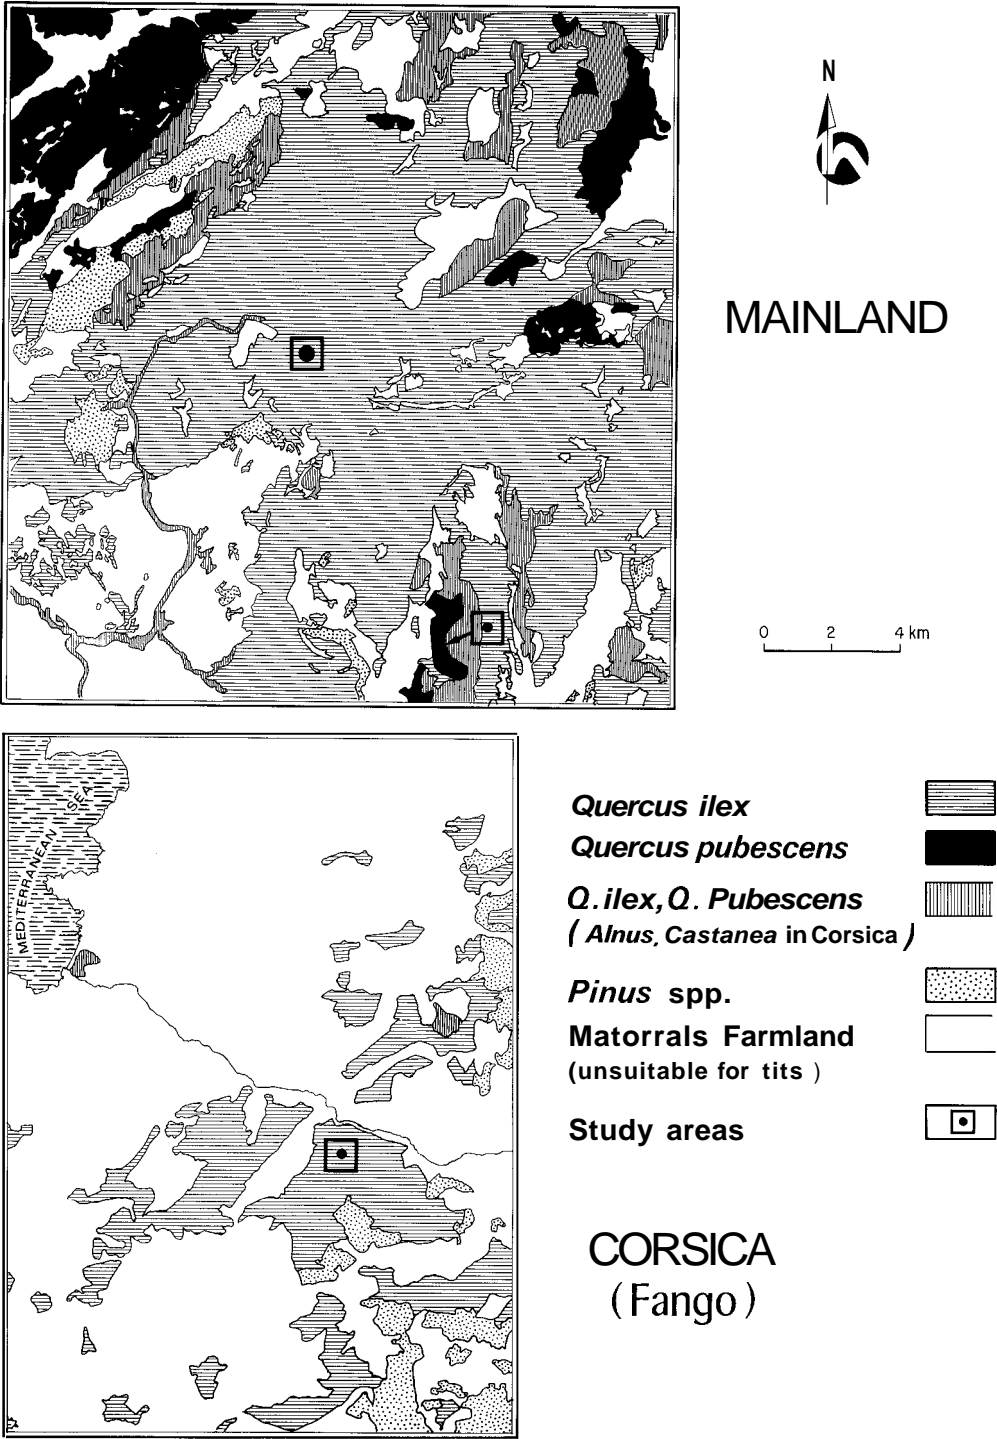 N
MAINLAND
0 2 4 km
MEDITERRANEAN SEA
Quercus ilex
Quercus pubescens
Q. ilex, Q. Pubescens
( Alnus, Castanea in Corsica )
Pinus spp.
Matorrals Farmland
(unsuitable for tits )
Study areas
CORSICA
(Fango)